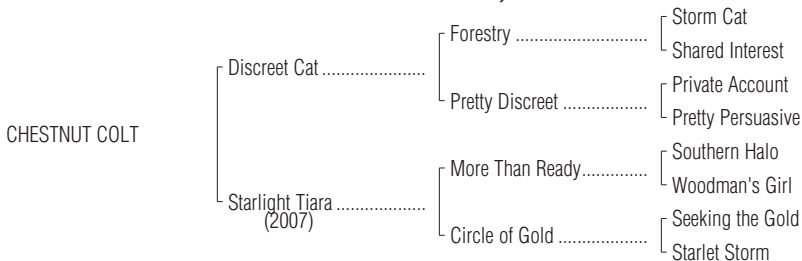 Storm Cat
Forestry ............................
Shared Interest
Discreet Cat ......................
Private Account
Pretty Discreet ..................
Pretty Persuasive
CHESTNUT COLT
Southern Halo
More Than Ready..............
Woodman's Girl
Starlight Tiara ...................
(2007)
Seeking the Gold
Circle of Gold ...................
Starlet Storm